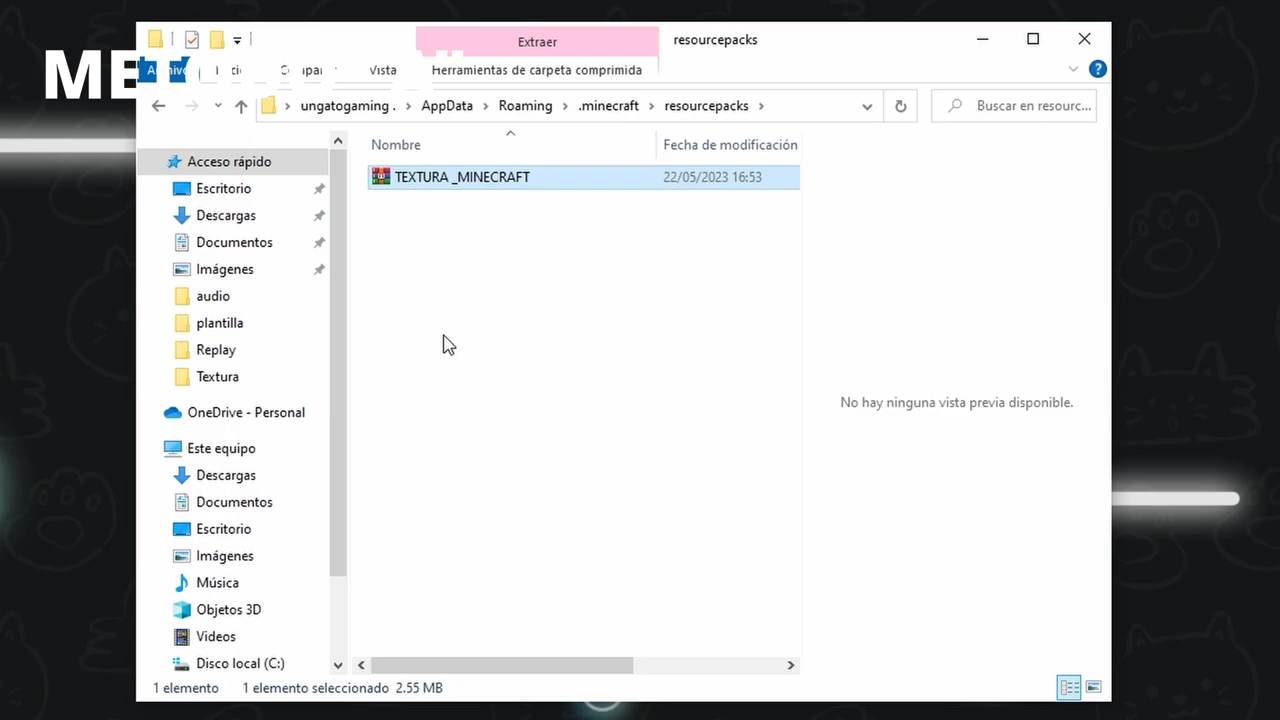 Extraer
resourcepacks
ME
Vista
Herramientas de carpeta comprimida
ungatogaming .
AppData
Roaming
.minecraft
resourcepacks
Buscar en resourc...
Nombre
Fecha de modificación
TEXTURA _MINECRAFT
22/05/2023 16:53
Acceso rápido
Escritorio
Descargas
Documentos
Imágenes
audio
plantilla
Replay
Textura
OneDrive - Personal
Este equipo
Descargas
Documentos
Escritorio
Imágenes
Música
Objetos 3D
Videos
Disco local (C:)
No hay ninguna vista previa disponible.
1 elemento
1 elemento seleccionado 2.55 MB